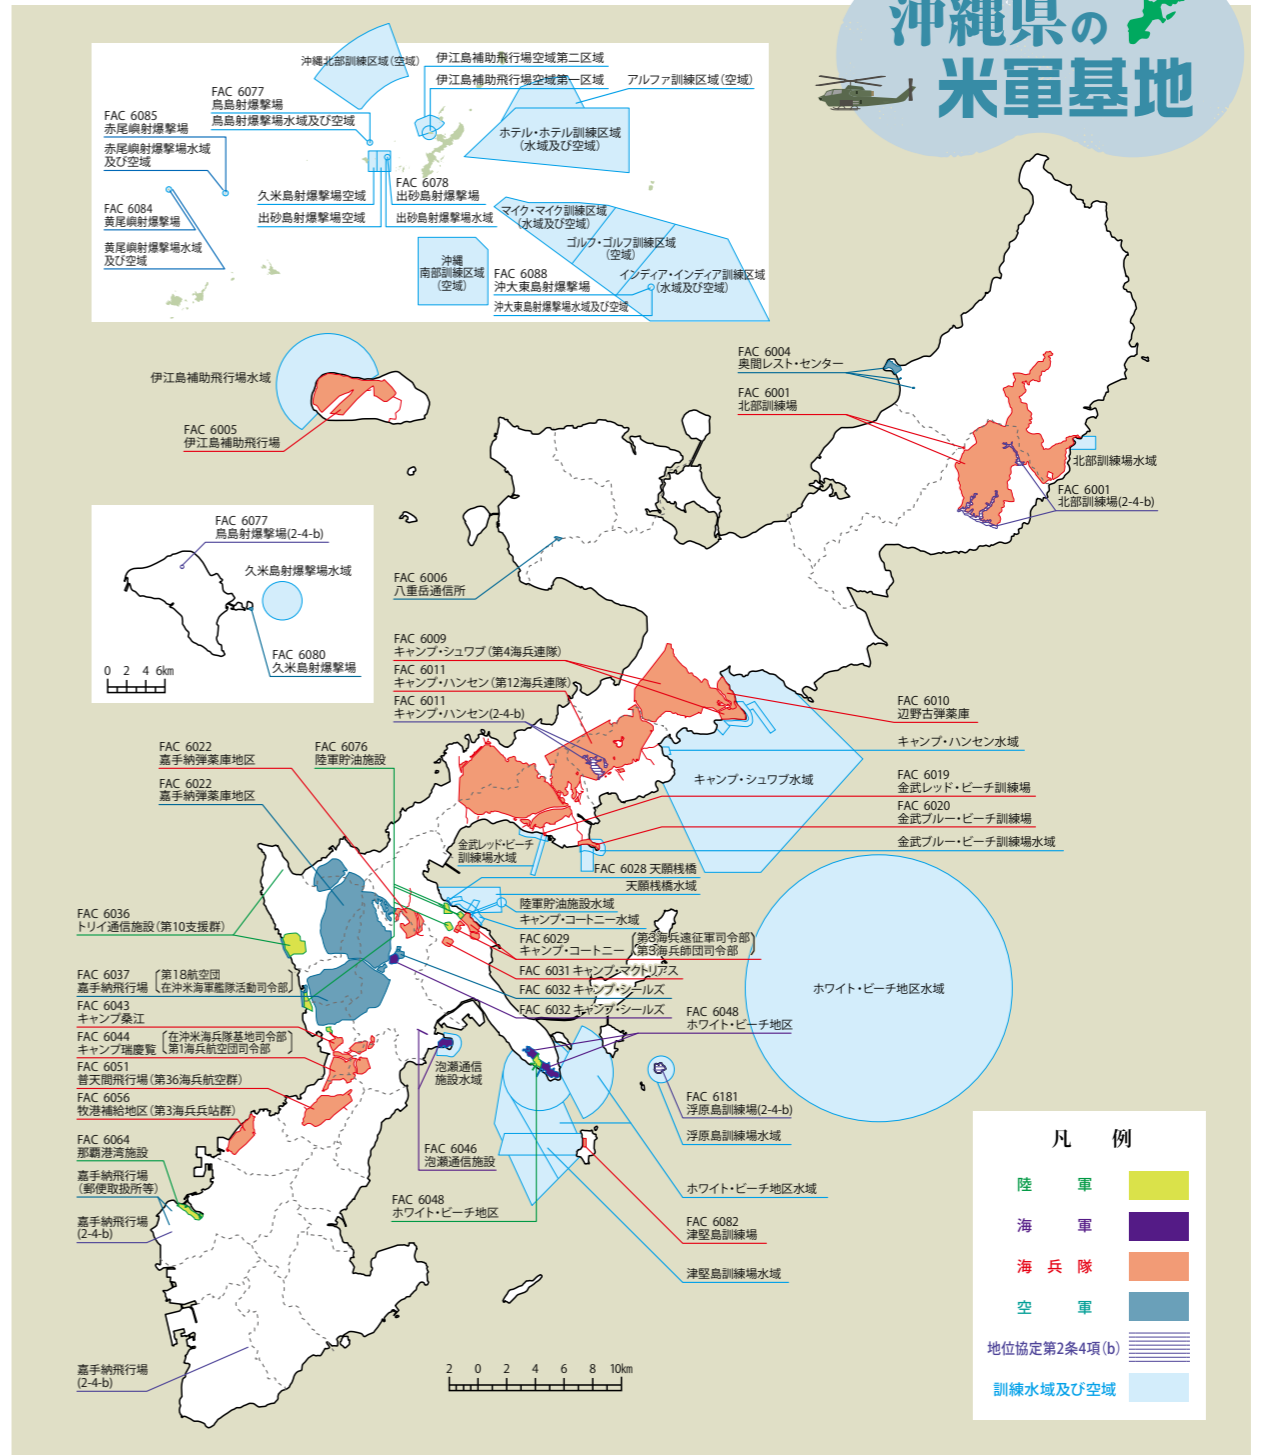 沖縄県の
米軍基地
沖縄北部訓練区域(空域)
伊江島補助飛行場空域第二区域
伊江島補助飛行場空域第一区域
アルファ訓練区域(空域)
FAC 6077
鳥島射爆撃場
鳥島射爆撃場水域及び空域
FAC 6085
赤尾嶼射爆撃場
赤尾嶼射爆撃場水域
及び空域
ホテル・ホテル訓練区域
(水域及び空域)
久米島射爆撃場空域
出砂島射爆撃場空域
FAC 6078
出砂島射爆撃場
出砂島射爆撃場水域
FAC 6084
黄尾嶼射爆撃場
黄尾嶼射爆撃場水域
及び空域
マイク・マイク訓練区域
(水域及び空域)
ゴルフ・ゴルフ訓練区域
(空域)
インディア・インディア訓練区域
(水域及び空域)
沖縄
南部訓練区域
(空域)
FAC 6088
沖大東島射爆撃場
沖大東島射爆撃場水域及び空域
伊江島補助飛行場水域
FAC 6005
伊江島補助飛行場
FAC 6004
奥間レスト・センター
FAC 6001
北部訓練場
北部訓練場水域
FAC 6001
北部訓練場(2-4-b)
FAC 6077
鳥島射爆撃場(2-4-b)
久米島射爆撃場水域
FAC 6080
久米島射爆撃場
0 2 4 6km
FAC 6006
八重岳通信所
FAC 6009
キャンプ・シュワブ(第4海兵連隊)
FAC 6011
キャンプ・ハンセン(第12海兵連隊)
FAC 6011
キャンプ・ハンセン(2-4-b)
FAC 6010
辺野古弾薬庫
キャンプ・ハンセン水域
キャンプ・シュワブ水域
FAC 6019
金武レッド・ビーチ訓練場
FAC 6020
金武ブルー・ビーチ訓練場
金武ブルー・ビーチ訓練場水域
FAC 6022
嘉手納弾薬庫地区
FAC 6022
嘉手納弾薬庫地区
FAC 6076
陸軍貯油施設
金武レッド・ビーチ
訓練場水域
FAC 6028 天願桟橋
天願桟橋水域
陸軍貯油施設水域
キャンプ・コートニー水域
FAC 6029
キャンプ・コートニー
第3海兵遠征軍司令部
第3海兵師団司令部
FAC 6031 キャンプ・マクトリアス
FAC 6032 キャンプ・シールズ
FAC 6032 キャンプ・シールズ
FAC 6036
トリイ通信施設(第10支援群)
FAC 6037
嘉手納飛行場
第18航空団
在沖米海軍艦隊活動司令部
FAC 6043
キャンプ桑江
FAC 6044
キャンプ瑞慶覧
在沖米海兵隊基地司令部
第1海兵航空団司令部
FAC 6051
普天間飛行場(第36海兵航空群)
FAC 6056
牧港補給地区(第3海兵兵站群)
FAC 6064
那覇港湾施設
嘉手納飛行場
(郵便取扱所等)
嘉手納飛行場
(2-4-b)
嘉手納飛行場
(2-4-b)
泡瀬通信
施設水域
FAC 6046
泡瀬通信施設
FAC 6048
ホワイト・ビーチ地区
FAC 6048
ホワイト・ビーチ地区
ホワイト・ビーチ地区水域
FAC 6181
浮原島訓練場(2-4-b)
浮原島訓練場水域
ホワイト・ビーチ地区水域
FAC 6082
津堅島訓練場
津堅島訓練場水域
2 0 2 4 6 8 10km
凡 例
陸 軍
海 軍
海 兵 隊
空 軍
地位協定第2条4項(b)
訓練水域及び空域